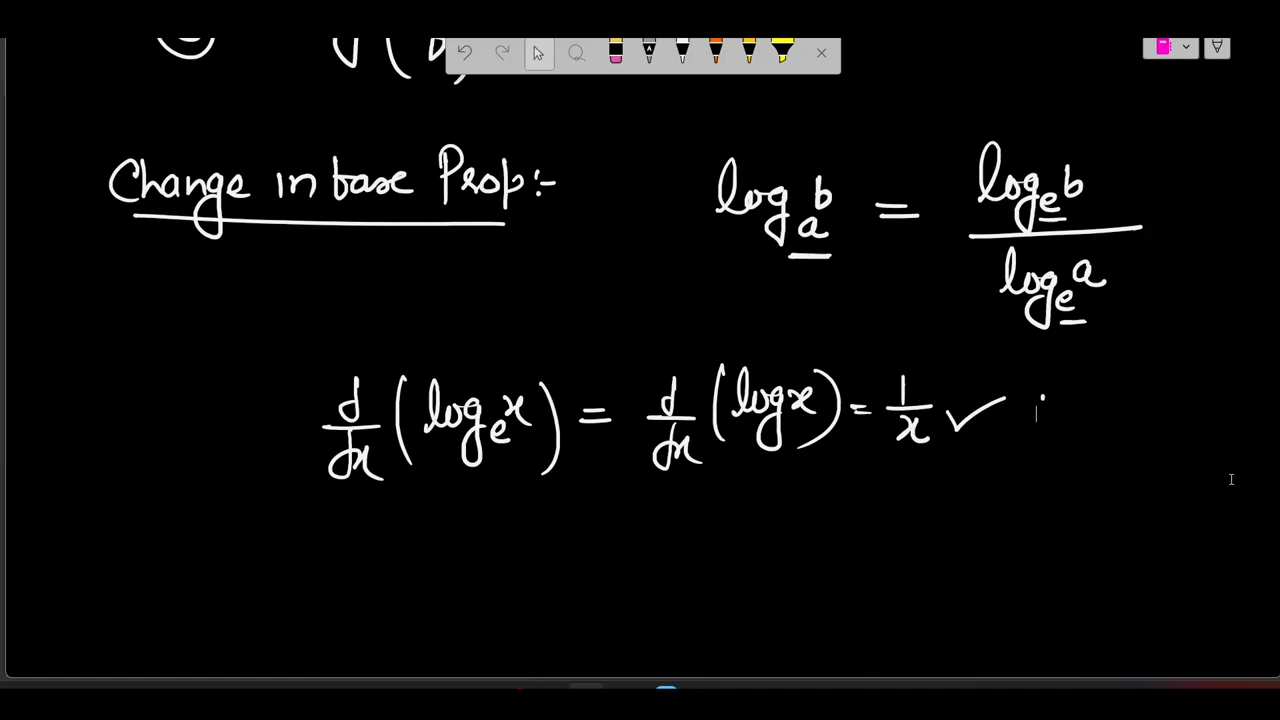 Change in base Prop:-
log_a b = log_e b / log_e a
d/dx (log_e x) = d/dx (log x) = 1/x ✓